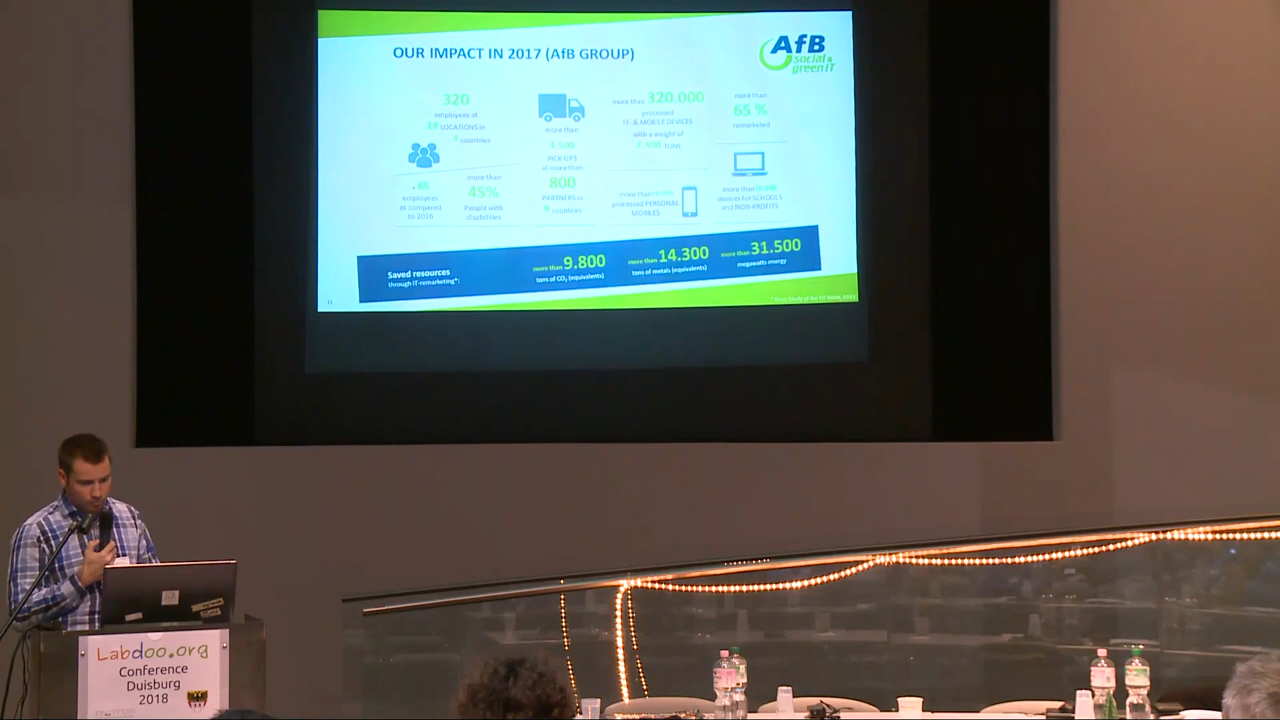 OUR IMPACT IN 2017 (AfB GROUP)
AfB
social &
green IT
320
employees at
LOCATIONS in
countries
employees
as compared
to 2016
more than
45%
People with
disabilities
more than
PICK-UPS
at more than
800
PARTNERS in
countries
more than 320.000
processed
IT- & MOBILE DEVICES
with a weight of
TONS
more than
processed PERSONAL
MOBILES
more than
65 %
remarketed
more than
devices for SCHOOLS
and NON-PROFITS
Saved resources
through IT-remarketing*:
more than 9.800
tons of CO₂ (equivalents)
more than 14.300
tons of metals (equivalents)
more than 31.500
megawatts energy
11
Labdoo.org
Conference
Duisburg
2018